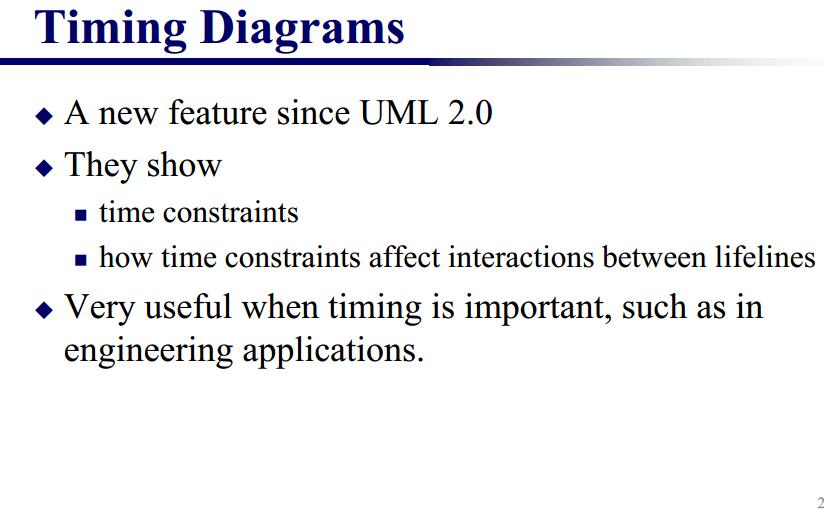 Timing Diagrams
A new feature since UML 2.0
They show
time constraints
how time constraints affect interactions between lifelines
Very useful when timing is important, such as in
engineering applications.
2